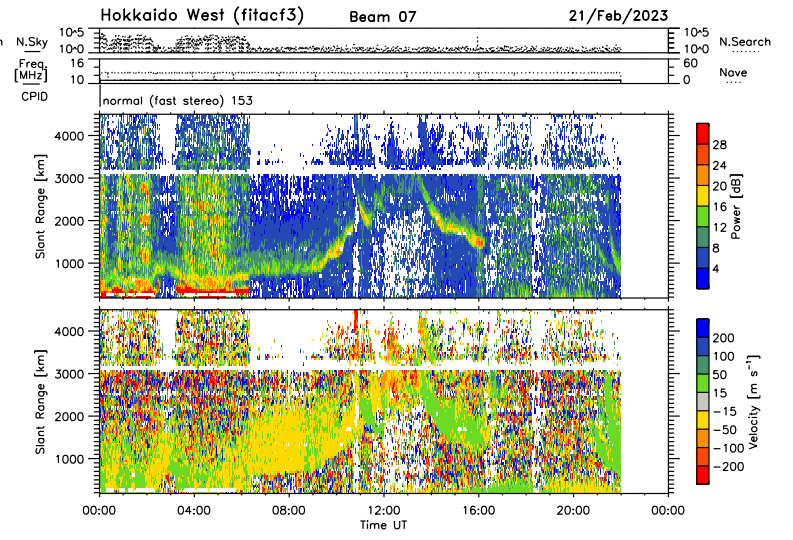 Hokkaido West (fitacf3) Beam 07 21/Feb/2023
N.Sky 10^5 10^0 10^5 10^0 N.Search
Freq. [MHz] 16 10 60 0 Nave
CPID normal (fast stereo) 153
Slant Range [km] 4000 3000 2000 1000
28 24 20 16 12 8 4 Power [dB]
Slant Range [km] 4000 3000 2000 1000
200 100 50 15 -15 -50 -100 -200 Velocity [m s⁻¹]
00:00 04:00 08:00 12:00 16:00 20:00 00:00
Time UT